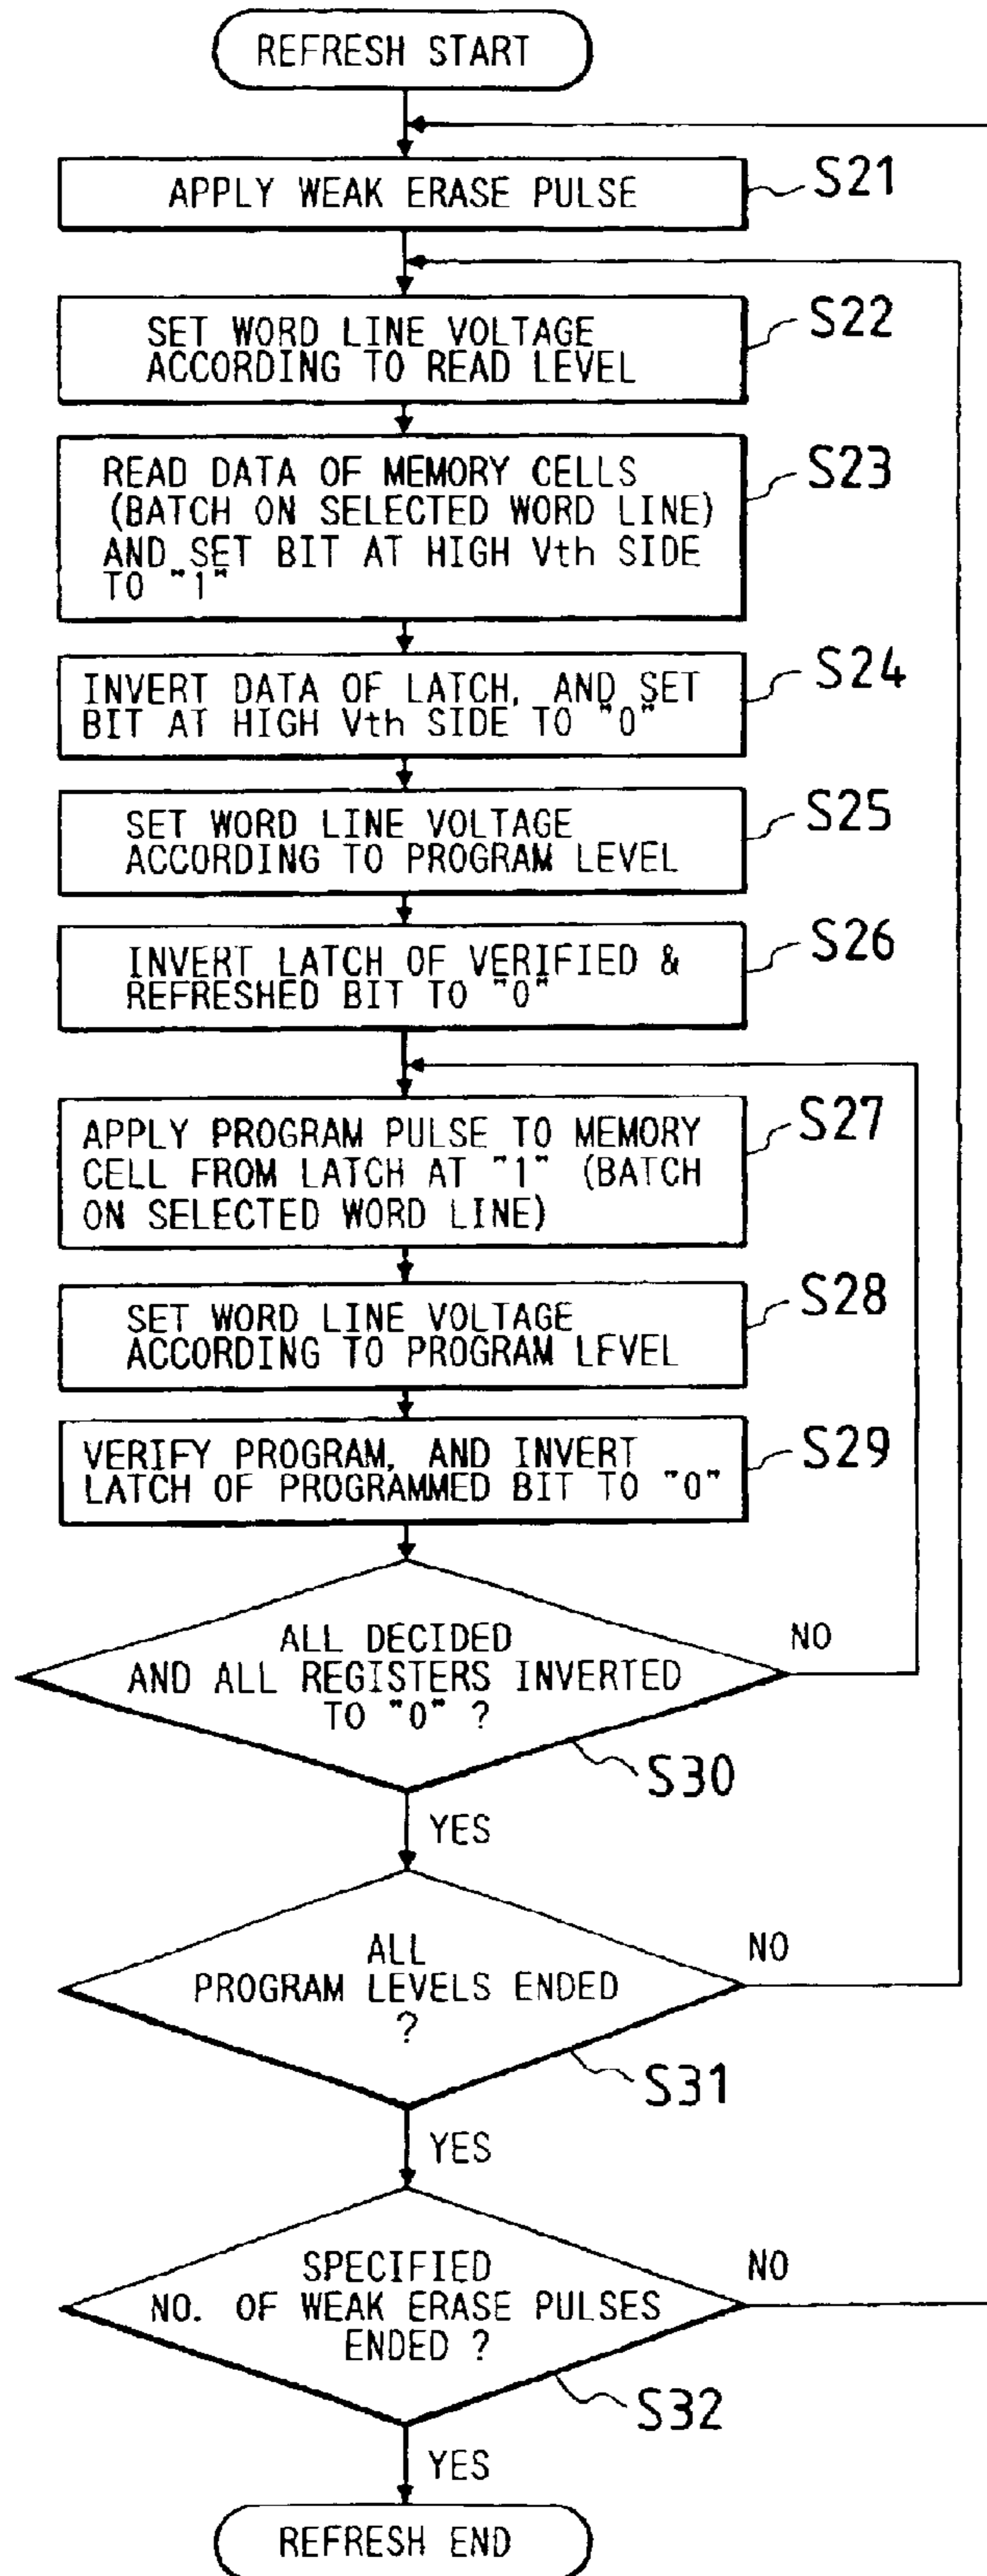 REFRESH START
APPLY WEAK ERASE PULSE
S21
SET WORD LINE VOLTAGE
ACCORDING TO READ LEVEL
S22
READ DATA OF MEMORY CELLS
(BATCH ON SELECTED WORD LINE)
AND SET BIT AT HIGH Vth SIDE
TO "1"
S23
INVERT DATA OF LATCH, AND SET
BIT AT HIGH Vth SIDE TO "0"
S24
SET WORD LINE VOLTAGE
ACCORDING TO PROGRAM LEVEL
S25
INVERT LATCH OF VERIFIED &
REFRESHED BIT TO "0"
S26
APPLY PROGRAM PULSE TO MEMORY
CELL FROM LATCH AT "1" (BATCH
ON SELECTED WORD LINE)
S27
SET WORD LINE VOLTAGE
ACCORDING TO PROGRAM LEVEL
S28
VERIFY PROGRAM, AND INVERT
LATCH OF PROGRAMMED BIT TO "0"
S29
ALL DECIDED
AND ALL REGISTERS INVERTED
TO "0" ?
NO
S30
YES
ALL
PROGRAM LEVELS ENDED
?
NO
S31
YES
SPECIFIED
NO. OF WEAK ERASE PULSES
ENDED ?
NO
S32
YES
REFRESH END